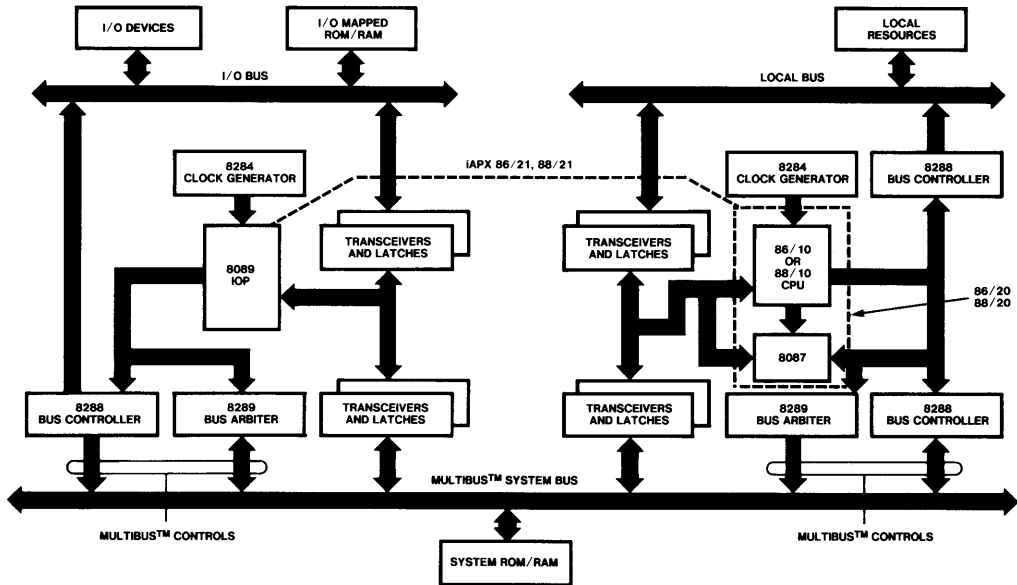 I/O DEVICES
I/O MAPPED
ROM/RAM
LOCAL
RESOURCES
I/O BUS
LOCAL BUS
8284
CLOCK GENERATOR
iAPX 86/21, 88/21
8284
CLOCK GENERATOR
8288
BUS CONTROLLER
8089
IOP
TRANSCEIVERS
AND LATCHES
TRANSCEIVERS
AND LATCHES
86/10
OR
88/10
CPU
86/20
88/20
8087
8288
BUS CONTROLLER
8289
BUS ARBITER
TRANSCEIVERS
AND LATCHES
TRANSCEIVERS
AND LATCHES
8289
BUS ARBITER
8288
BUS CONTROLLER
MULTIBUS™ SYSTEM BUS
MULTIBUS™ CONTROLS
MULTIBUS™ CONTROLS
SYSTEM ROM/RAM